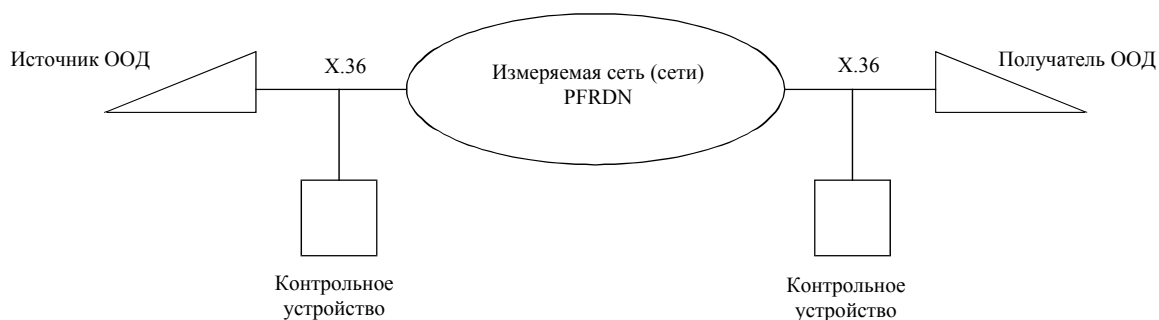 Источник ООД
X.36
Измеряемая сеть (сети)
PFRDN
X.36
Получатель ООД
Контрольное
устройство
Контрольное
устройство